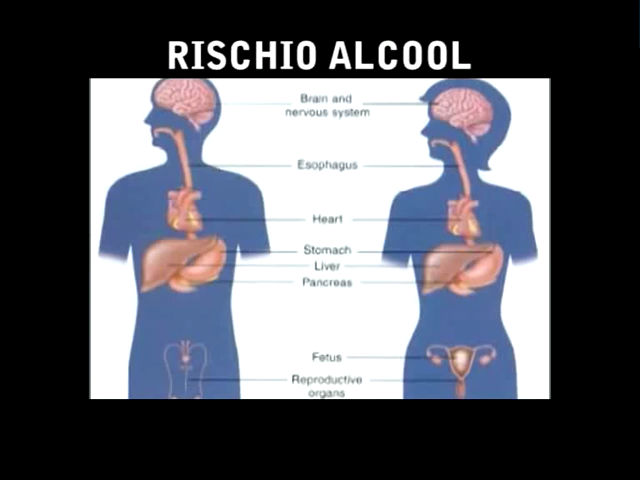 RISCHIO ALCOOL
Brain and
nervous system
Esophagus
Heart
Stomach
Liver
Pancreas
Fetus
Reproductive
organs